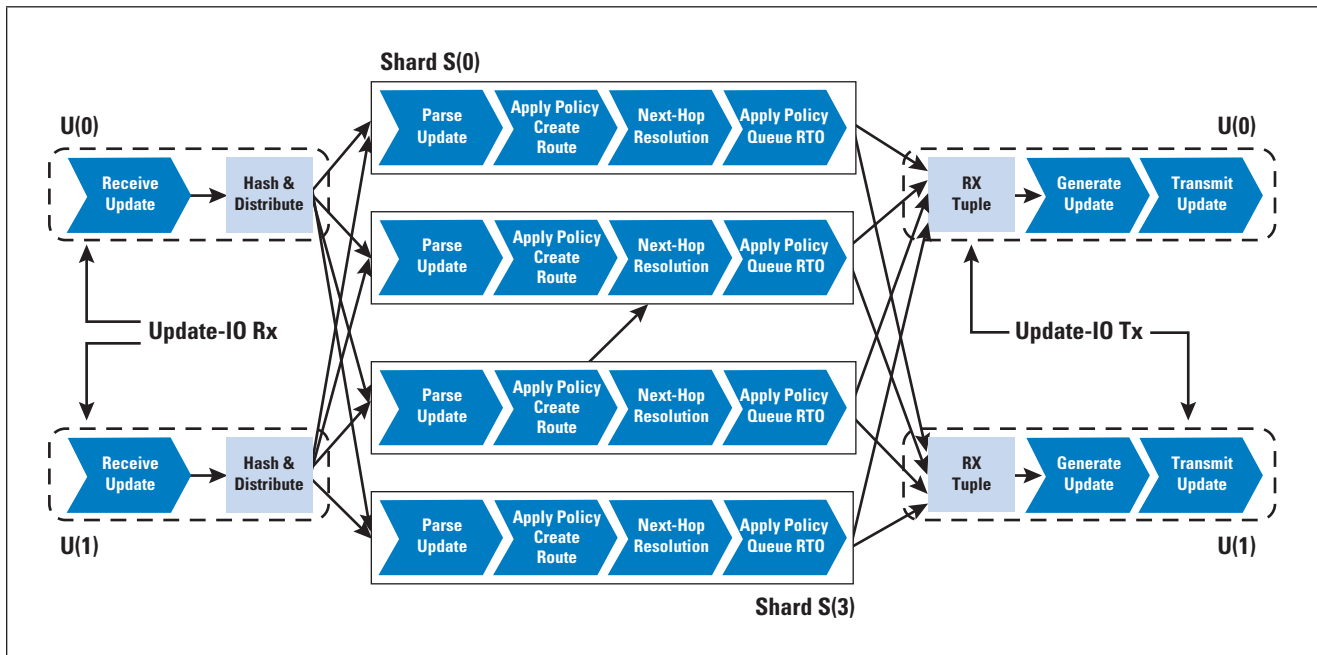 Shard S(0)
Parse
Update
Apply Policy
Create
Route
Next-Hop
Resolution
Apply Policy
Queue RTO
U(0)
Receive
Update
Hash &
Distribute
Parse
Update
Apply Policy
Create
Route
Next-Hop
Resolution
Apply Policy
Queue RTO
U(0)
RX
Tuple
Generate
Update
Transmit
Update
Update-IO Rx
Update-IO Tx
Parse
Update
Apply Policy
Create
Route
Next-Hop
Resolution
Apply Policy
Queue RTO
Receive
Update
Hash &
Distribute
U(1)
Parse
Update
Apply Policy
Create
Route
Next-Hop
Resolution
Apply Policy
Queue RTO
RX
Tuple
Generate
Update
Transmit
Update
U(1)
Shard S(3)